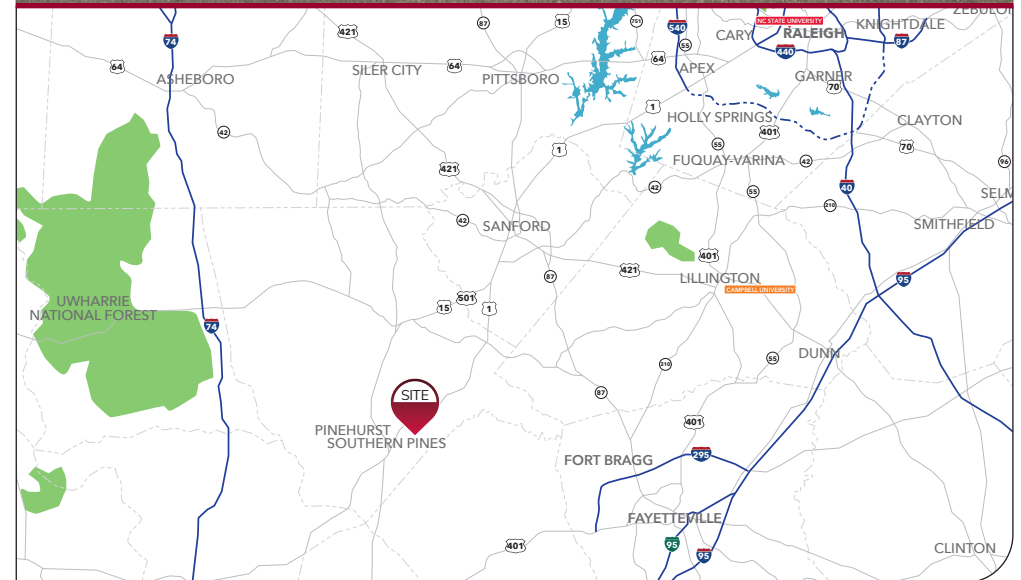 ZEBULON
87
15
751
540
NC STATE UNIVERSITY
KNIGHTDALE
421
74
55
CARY
RALEIGH
87
440
64
ASHEBORO
SILER CITY
64
PITTSBORO
64
APEX
GARNER
70
1
HOLLY SPRINGS
401
CLAYTON
42
55
70
1
FUQUAY-VARINA
42
96
421
42
55
40
SELM
210
42
SANFORD
SMITHFIELD
401
421
LILLINGTON
87
95
CAMPBELL UNIVERSITY
UWHARRIE
NATIONAL FOREST
15
501
1
74
DUNN
55
210
87
SITE
401
PINEHURST
SOUTHERN PINES
FORT BRAGG
295
FAYETTEVILLE
401
95
95
CLINTON